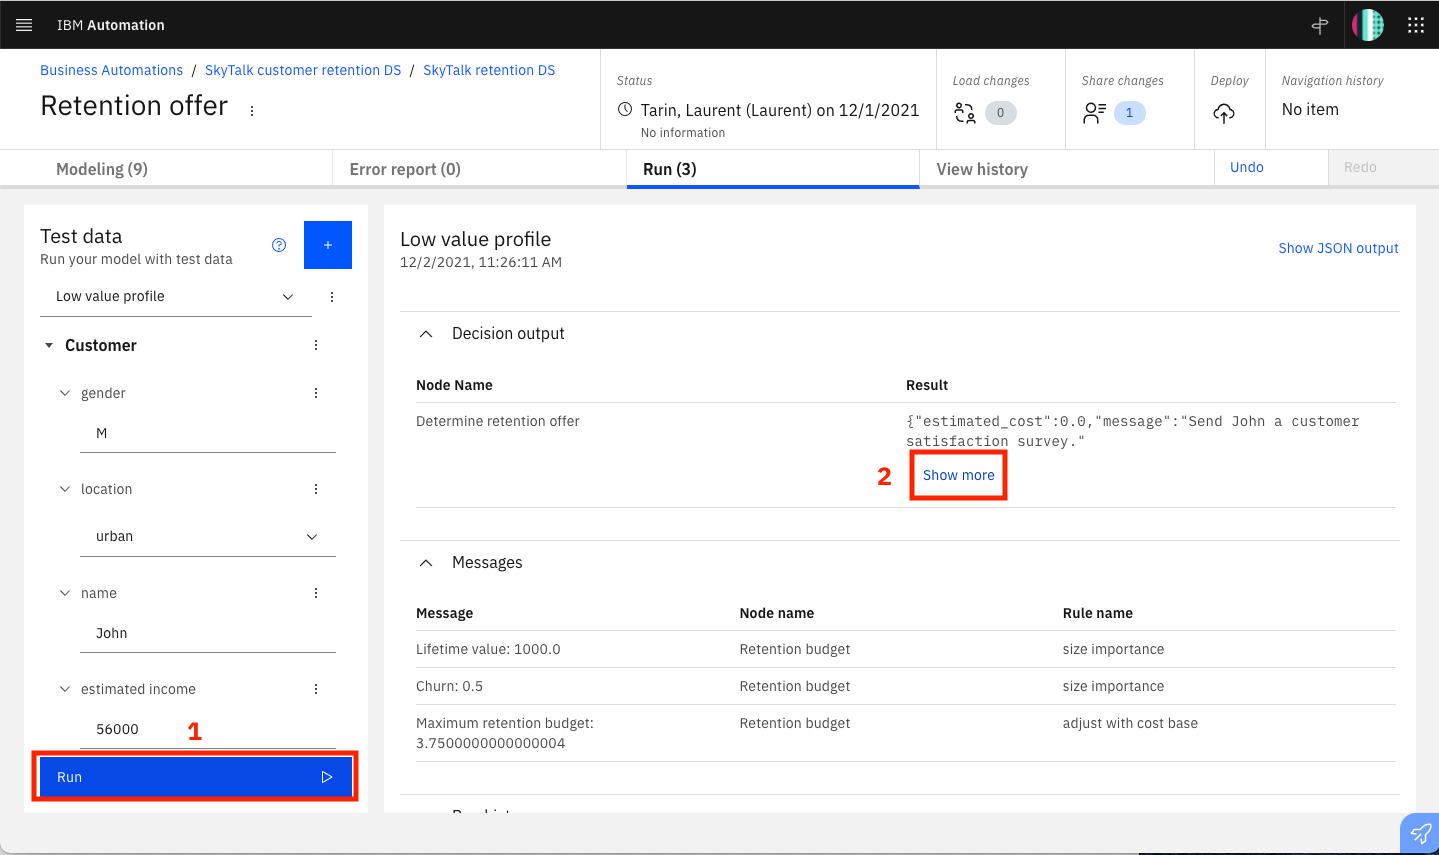 IBM Automation
Business Automations / SkyTalk customer retention DS / SkyTalk retention DS
Retention offer
Status
Tarin, Laurent (Laurent) on 12/1/2021
No information
Load changes
0
Share changes
1
Deploy
Navigation history
No item
Modeling (9)
Error report (0)
Run (3)
View history
Undo
Redo
Test data
Run your model with test data
+
Low value profile
Customer
gender
M
location
urban
name
John
estimated income
56000
1
Run
Low value profile
12/2/2021, 11:26:11 AM
Show JSON output
Decision output
Node Name Result
Determine retention offer
{"estimated_cost":0.0,"message":"Send John a customer
satisfaction survey."
2
Show more
Messages
Message Node name Rule name
Lifetime value: 1000.0 Retention budget size importance
Churn: 0.5 Retention budget size importance
Maximum retention budget: Retention budget adjust with cost base
3.7500000000000004